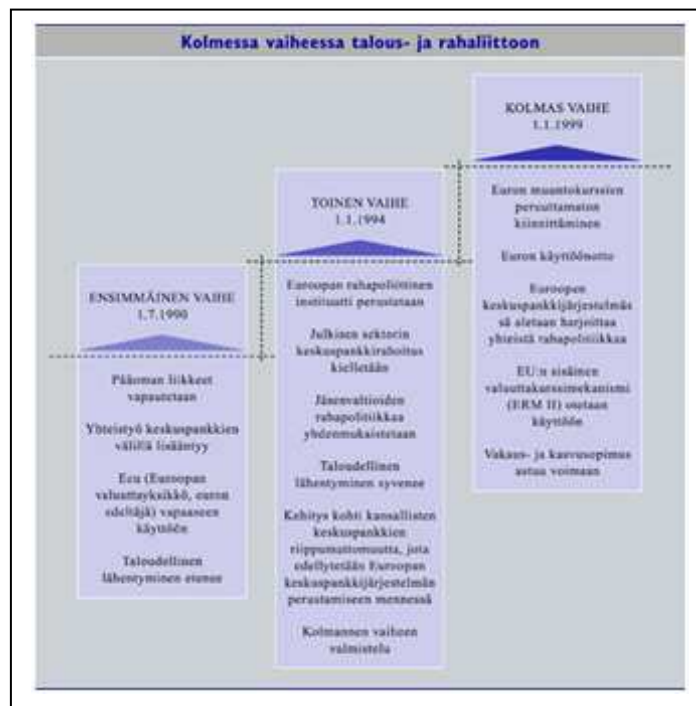 Kolmessa vaiheessa talous- ja rahaliittoon
ENSIMMÄINEN VAIHE
1.7.1990
Pääoman liikkeet
vapautetaan
Yhteistyö keskuspankkien
välillä lisääntyy
Ecu (Euroopan
valuuttayksikkö, euron
edeltäjä) vapaaseen
käyttöön
Taloudellinen
lähentyminen etenee
TOINEN VAIHE
1.1.1994
Euroopan rahapoliittinen
instituutti perustetaan
Julkisen sektorin
keskuspankkirahoitus
kielletään
Jäsenvaltioiden
rahapolitiikkaa
yhdenmukaistetaan
Taloudellinen
lähentyminen syvenee
Kehitys kohti kansallisten
keskuspankkien
riippumattomuutta, jota
edellytetään Euroopan
keskuspankkijärjestelmän
perustamiseen mennessä
Kolmannen vaiheen
valmistelu
KOLMAS VAIHE
1.1.1999
Euron muuntokurssien
peruuttamaton
kiinnittäminen
Euron käyttöönotto
Euroopen
keskuspankkijärjestelmäs
sä aletaan harjoittaa
yhteistä rahapolitiikkaa
EU:n sisäinen
valuuttakurssimekanismi
(ERM II) otetaan
käyttöön
Vakaus- ja kasvusopimus
astuu voimaan